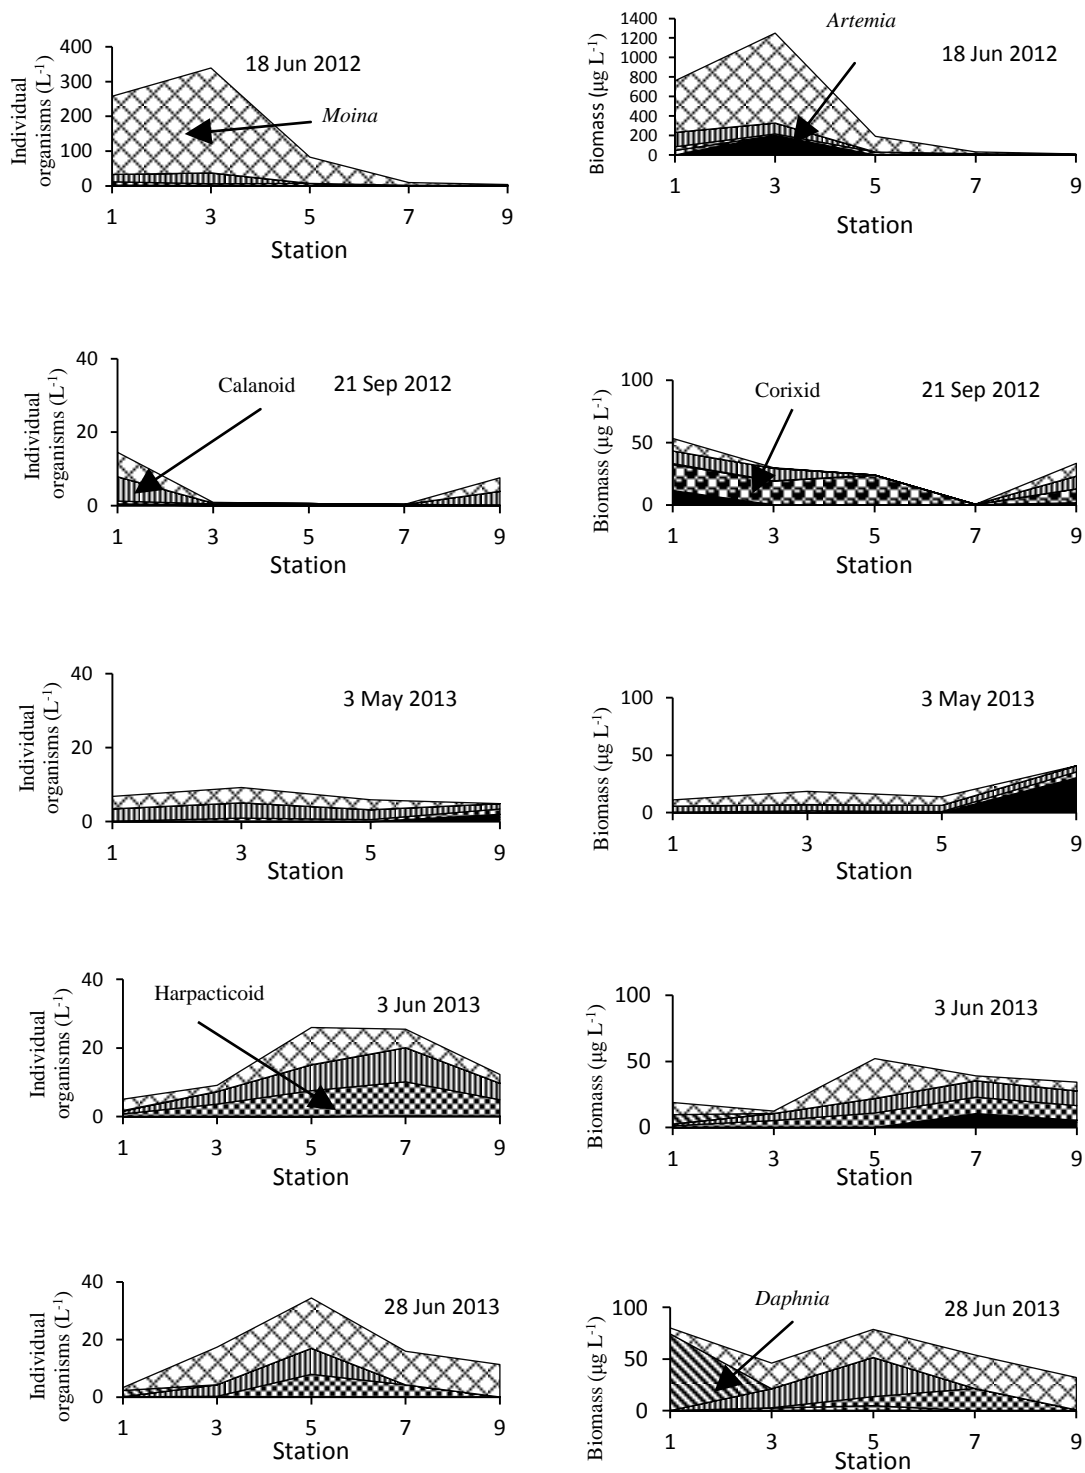 400
300
200
100
0
Individual
organisms (L-1)
18 Jun 2012
Moina
1 3 5 7 9
Station
1400
1200
1000
800
600
400
200
0
Biomass (µg L-1)
Artemia
18 Jun 2012
1 3 5 7 9
Station
40
20
0
Individual
organisms (L-1)
Calanoid
21 Sep 2012
1 3 5 7 9
Station
100
50
0
Biomass (µg L-1)
Corixid
21 Sep 2012
1 3 5 7 9
Station
40
20
0
Individual
organisms (L-1)
3 May 2013
1 3 5 9
Station
100
50
0
Biomass (µg L-1)
3 May 2013
1 3 5 9
Station
40
20
0
Individual
organisms (L-1)
Harpacticoid
3 Jun 2013
1 3 5 7 9
Station
100
50
0
Biomass (µg L-1)
3 Jun 2013
1 3 5 7 9
Station
40
20
0
Individual
organisms (L-1)
28 Jun 2013
1 3 5 7 9
Station
100
50
0
Biomass (µg L-1)
Daphnia
28 Jun 2013
1 3 5 7 9
Station